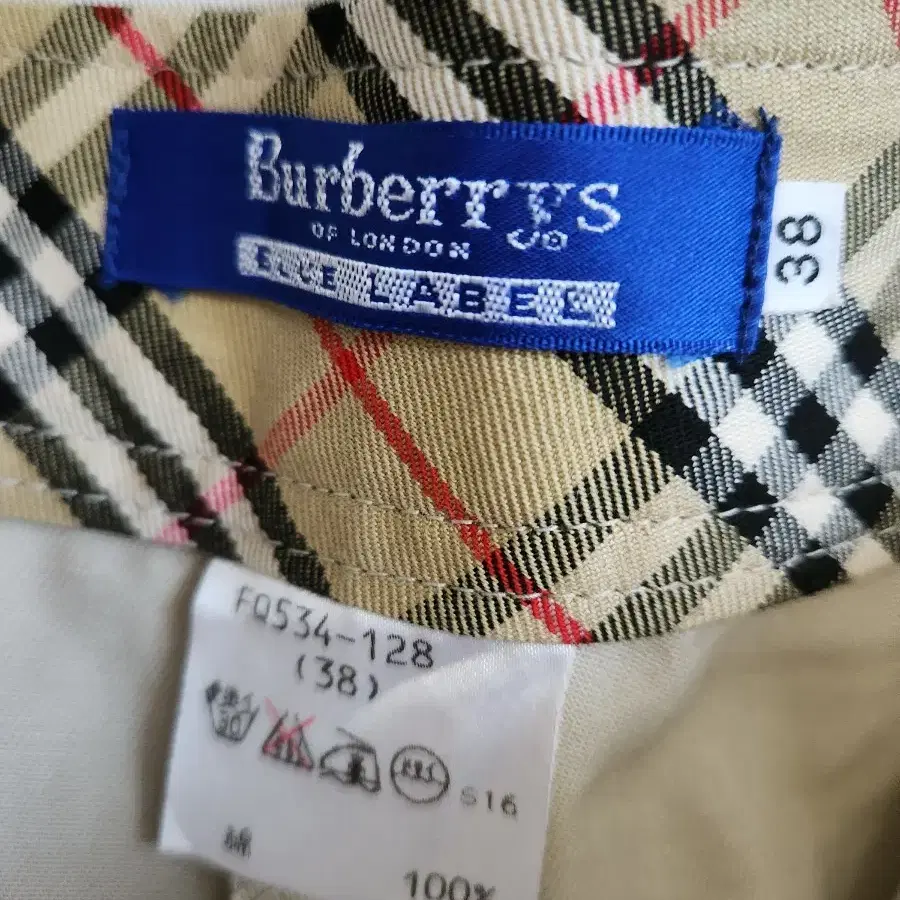 Burberrys
OF LONDON
BLUE LABEL
38
FQ534-128
(38)
S16
綿
100%